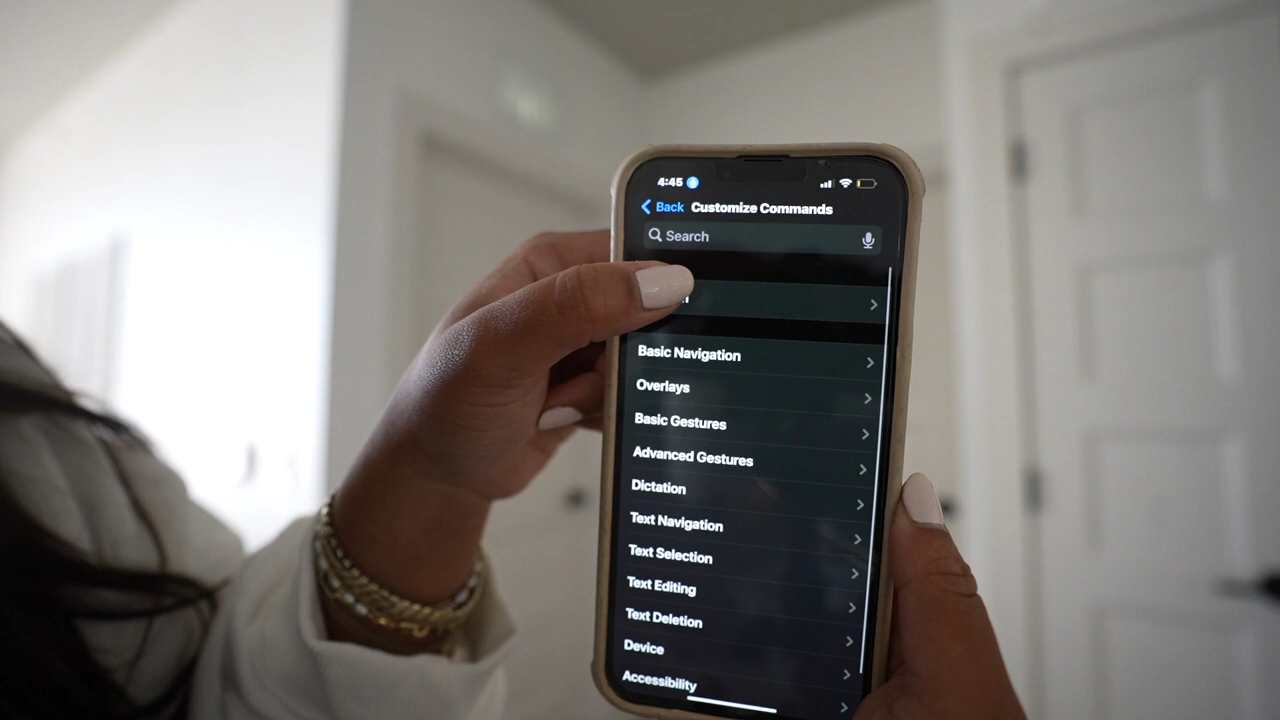 4:45
Back Customize Commands
Search
Basic Navigation
Overlays
Basic Gestures
Advanced Gestures
Dictation
Text Navigation
Text Selection
Text Editing
Text Deletion
Device
Accessibility